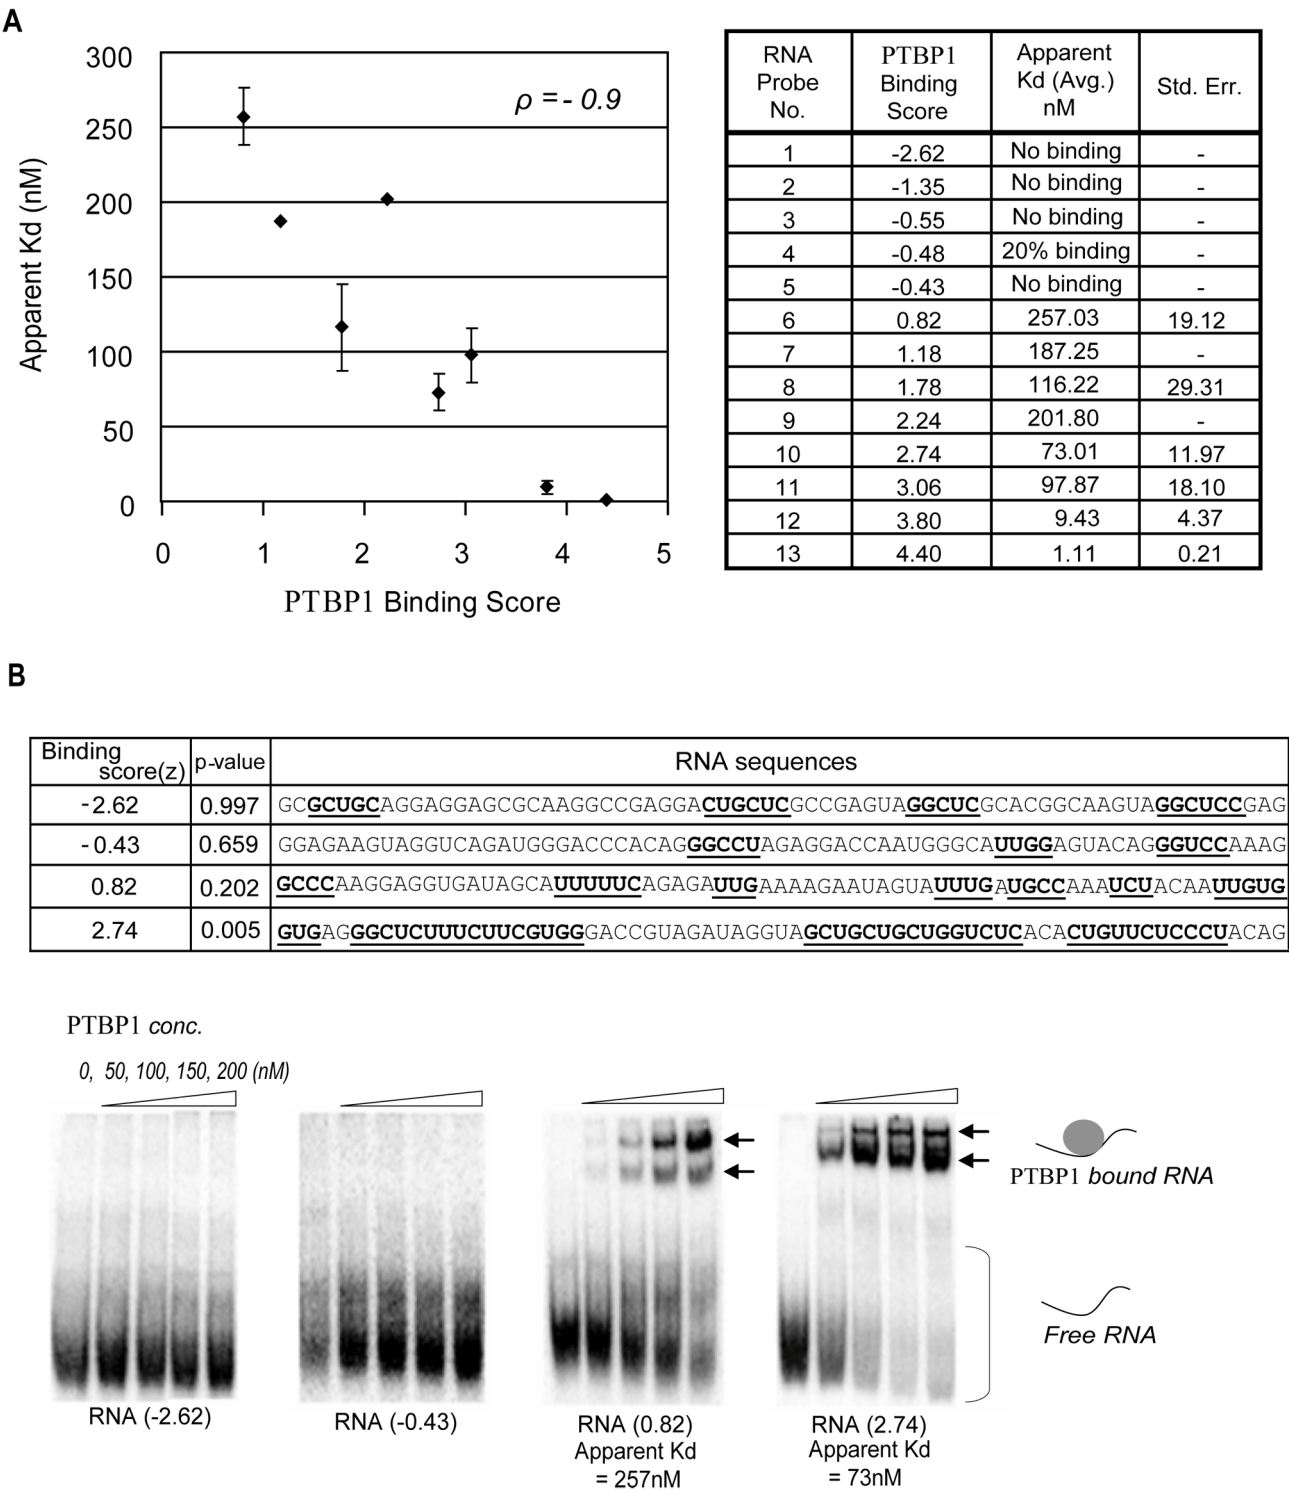 A
300
250
200
150
100
50
0
ρ = - 0.9
Apparent Kd (nM)
0 1 2 3 4 5
PTBP1 Binding Score
RNA Probe No. PTBP1 Binding Score Apparent Kd (Avg.) nM Std. Err.
1 -2.62 No binding -
2 -1.35 No binding -
3 -0.55 No binding -
4 -0.48 20% binding -
5 -0.43 No binding -
6 0.82 257.03 19.12
7 1.18 187.25 -
8 1.78 116.22 29.31
9 2.24 201.80 -
10 2.74 73.01 11.97
11 3.06 97.87 18.10
12 3.80 9.43 4.37
13 4.40 1.11 0.21
B
Binding score(z) p-value RNA sequences
-2.62 0.997 GCGCUGCAGGAGGAGCGCAAGGCCGAGGACUGCUCGCCGAGUAGGCUCGCACGGCAAGUAGGCUCCGAG
-0.43 0.659 GGAGAAGUAGGUCAGAUGGGACCCACAGGGCCUAGAGGACCAAUGGGCAUUGGAGUACAGGGUCCAAAG
0.82 0.202 GCCCAAGGAGGUGAUAGCAUUUUUCAGAGAUUGAAAAGAAUAGUAUUUGAUGCCAAAUCUACAAUUGUG
2.74 0.005 GUGAGGGCUCUUUCUUCGUGGGACCGUAGAUAGGUAGCUGCUGCUGGUCUCACACUGUUCUCCCUACAG
PTBP1 conc.
0, 50, 100, 150, 200 (nM)
PTBP1 bound RNA
Free RNA
RNA (-2.62)
RNA (-0.43)
RNA (0.82)
Apparent Kd
= 257nM
RNA (2.74)
Apparent Kd
= 73nM